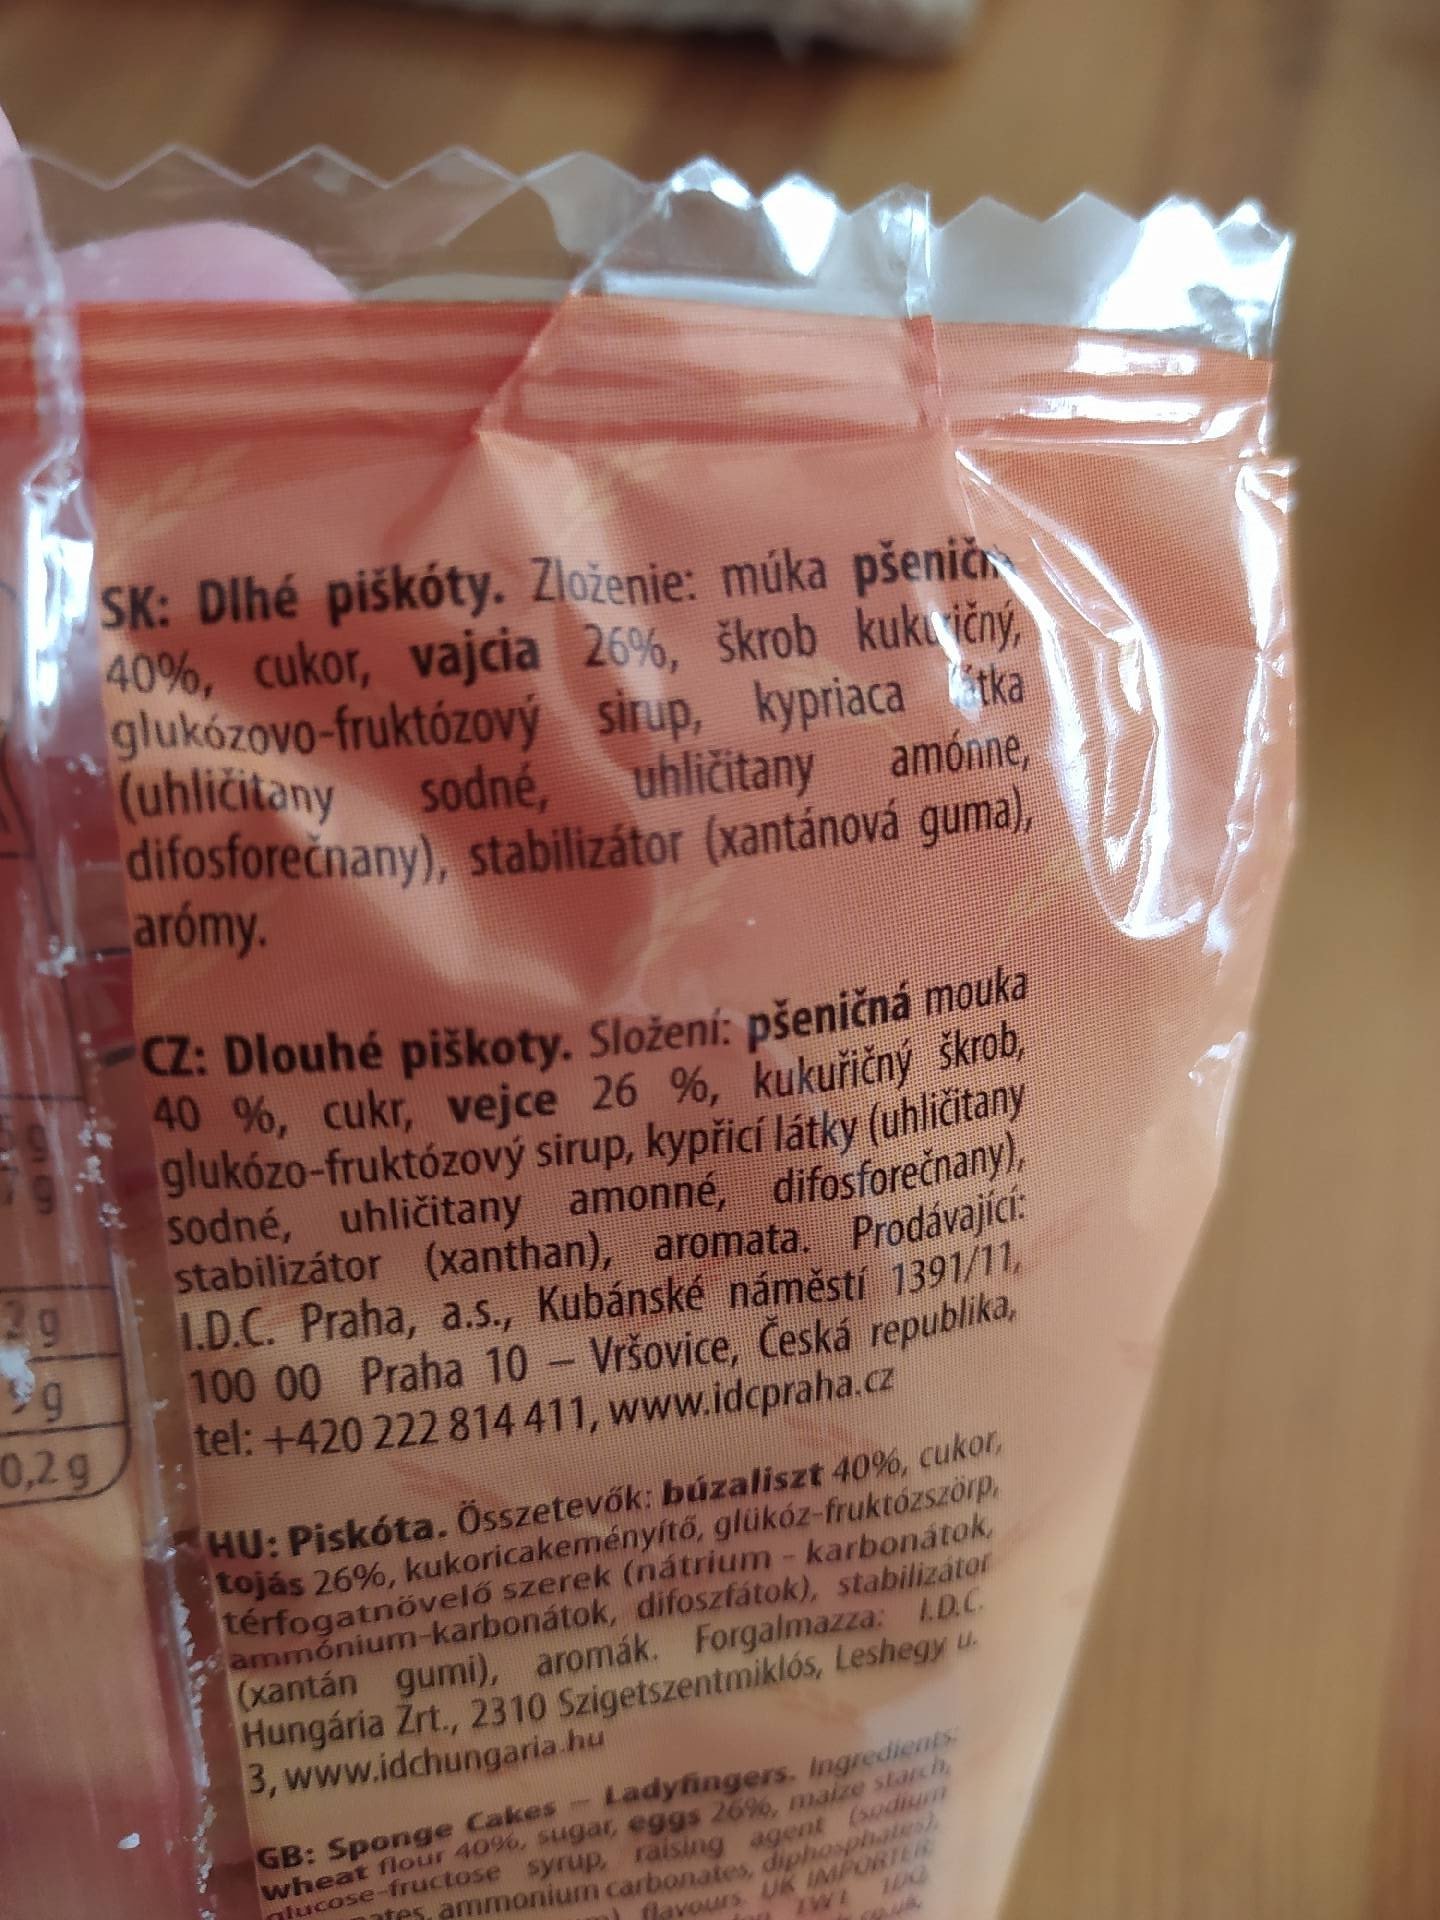 SK: Dlhé piškóty. Zloženie: múka
40%, cukor, vajcia 26%, škrob kukuričný,
glukózovo-fruktózový sirup, kypriaca látka
(uhličitany sodné, uhličitany amónne,
difosforečnany), stabilizátor (xantánová guma),
arómy.
CZ: Dlouhé piškoty. Složení: pšeničná mouka
40 %, cukr, vejce 26 %, kukuřičný škrob,
glukózo-fruktózový sirup, kypřicí látky (uhličitany
sodné, uhličitany amonné, difosforečnany),
stabilizátor (xanthan), aromata. Prodávající:
I.D.C. Praha, a.s., Kubánské náměstí 1391/11,
100 00 Praha 10 – Vršovice, Česká republika,
tel: +420 222 814 411, www.idcpraha.cz
HU: Piskóta. Összetevők: búzaliszt 40%, cukor,
tojás 26%, kukoricakeményítő, glükóz-fruktózszörp,
térfogatnövelő szerek (nátrium - karbonátok,
ammónium-karbonátok, difoszfátok), stabilizátor
(xantán gumi), aromák. Forgalmazza: I.D.C.
Hungária Zrt., 2310 Szigetszentmiklós, Leshegy u.
3, www.idchungaria.hu
GB: Sponge Cakes – Ladyfingers. Ingredients:
wheat flour 40%, sugar, eggs 26%, maize starch,
glucose-fructose syrup, raising agent (sodium
ammonium carbonates, diphosphates),
flavours. UK IMPORTER:
0,2 g